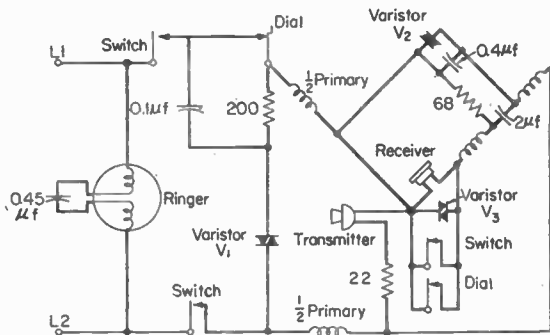 Dial
Varistor
V2
Switch
L1
0.4μf
½ Primary
0.1μf
200
68
2μf
Receiver
0.45
μf
Ringer
Varistor
V3
Varistor
V1
Transmitter
Switch
22
Dial
Switch
L2
½ Primary